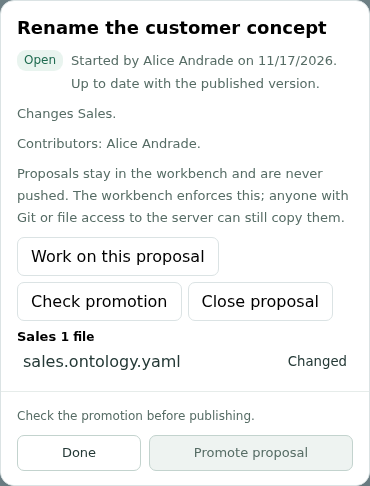 Rename the customer concept
Open Started by Alice Andrade on 11/17/2026.
Up to date with the published version.
Changes Sales.
Contributors: Alice Andrade.
Proposals stay in the workbench and are never
pushed. The workbench enforces this; anyone with
Git or file access to the server can still copy them.
Work on this proposal
Check promotion Close proposal
Sales 1 file
sales.ontology.yaml Changed
Check the promotion before publishing.
Done Promote proposal